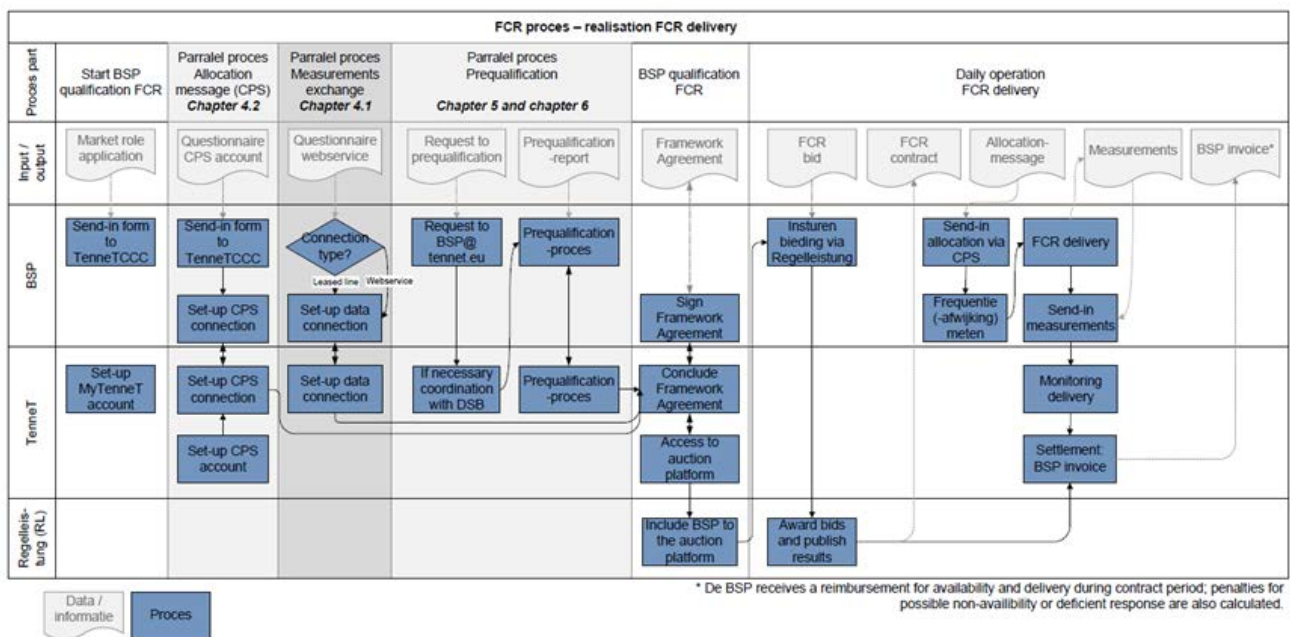 FCR proces – realisation FCR delivery
Proces part
Start BSP
qualification FCR
Parralel proces
Allocation
message (CPS)
Chapter 4.2
Parralel proces
Measurements
exchange
Chapter 4.1
Parralel proces
Prequalification
Chapter 5 and chapter 6
BSP qualification
FCR
Daily operation
FCR delivery
Input /
output
Market role
application
Questionnaire
CPS account
Questionnaire
webservice
Request to
prequalification
Prequalification
-report
Framework
Agreement
FCR
bid
FCR
contract
Allocation-
message
Measurements
BSP invoice*
BSP
Send-in form
to
TenneTCCC
Send-in form
to
TenneTCCC
Connection
type?
Leased line
Webservice
Request to
BSP@
tennet.eu
Prequalification
-proces
Insturen
bieding via
Regelleistung
Send-in
allocation via
CPS
FCR delivery
Set-up CPS
connection
Set-up data
connection
Sign
Framework
Agreement
Frequentie
(-afwijking)
meten
Send-in
measurements
TenneT
Set-up
MyTenneT
account
Set-up CPS
connection
Set-up data
connection
If necessary
coordination
with DSB
Prequalification
-proces
Conclude
Framework
Agreement
Monitoring
delivery
Set-up CPS
account
Access to
auction
platform
Settlement:
BSP invoice
Regelleis-
tung (RL)
Include BSP to
the auction
platform
Award bids
and publish
results
* De BSP receives a reimbursement for availability and delivery during contract period; penalties for
possible non-availibility or deficient response are also calculated.
Data /
informatie
Proces